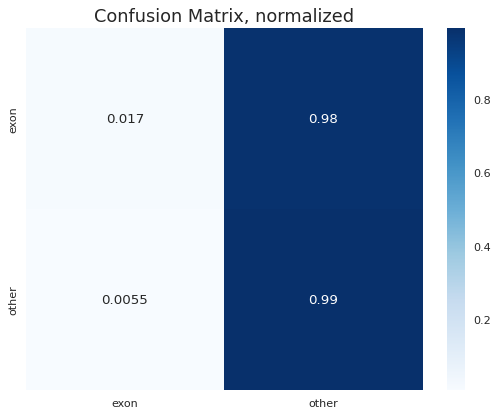 Confusion Matrix, normalized
exon
0.017
0.98
0.8
0.6
0.4
other
0.0055
0.99
0.2
exon
other